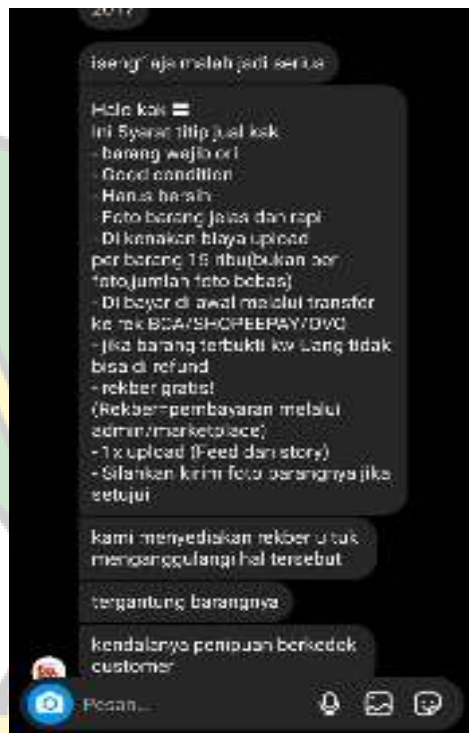 2017
iseng² aja malah jadi serius
Halo kak
Ini Syarat titip jual kak
- barang wajib ori
- Good condition
- Harus bersih
- Foto barang jelas dan rapi
- Di kenakan biaya upload
per barang 15 ribu(bukan per
foto,jumlah foto bebas)
- Di bayar di awal melalui transfer
ke rek BCA/SHOPEEPAY/OVO
- jika barang terbukti kw Uang tidak
bisa di refund
- rekber gratis!
(Rekber=pembayaran melalui
admin/marketplace)
- 1x upload (Feed dan story)
- Silahkan kirim foto barangnya jika
setuju
kami menyediakan rekber utuk
menganggulangi hal tersebut
tergantung barangnya
kendalanya penipuan berkedok
customer
Pesan...